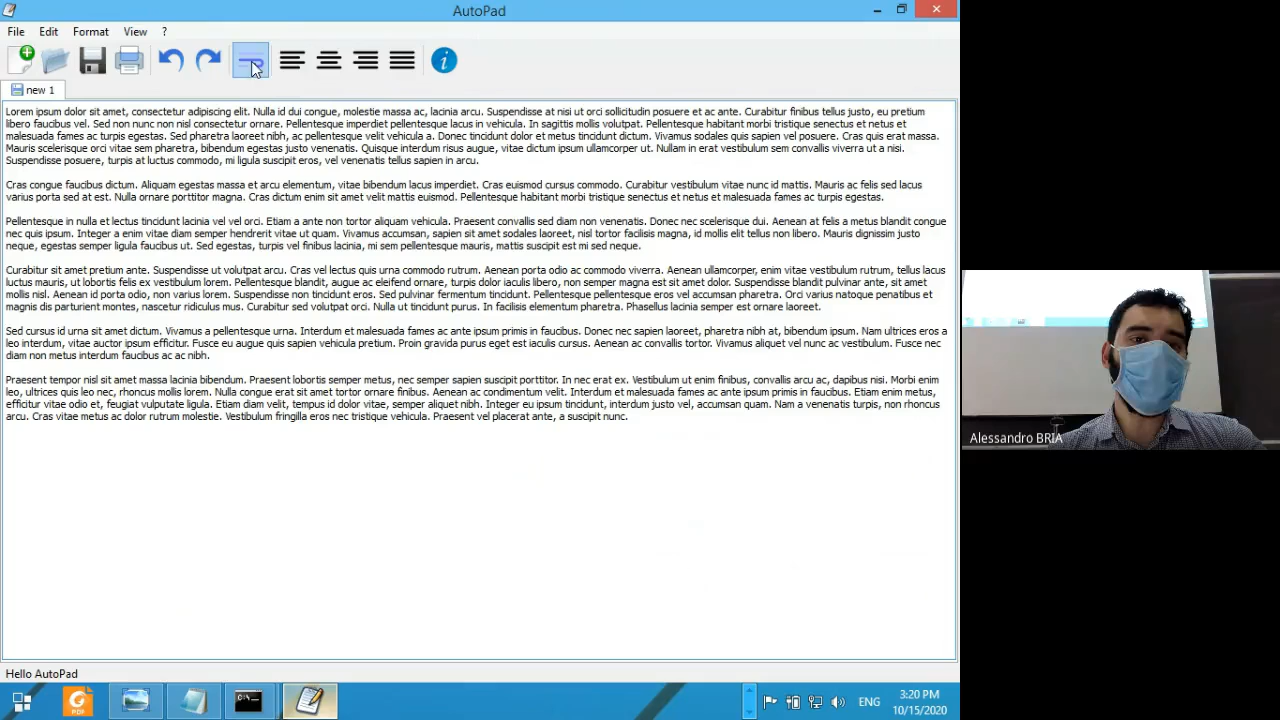 AutoPad
File Edit Format View ?
new 1
Lorem ipsum dolor sit amet, consectetur adipiscing elit. Nulla id dui congue, molestie massa ac, lacinia arcu. Suspendisse at nisi ut orci sollicitudin posuere et ac ante. Curabitur finibus tellus justo, eu pretium
libero faucibus vel. Sed non nunc non nisl consectetur ornare. Pellentesque imperdiet pellentesque lacus in vehicula. In sagittis mollis volutpat. Pellentesque habitant morbi tristique senectus et netus et
malesuada fames ac turpis egestas. Sed pharetra laoreet nibh, ac pellentesque velit vehicula a. Donec tincidunt dolor et metus tincidunt dictum. Vivamus sodales quis sapien vel posuere. Cras quis erat massa.
Mauris scelerisque orci vitae sem pharetra, bibendum egestas justo venenatis. Quisque interdum risus augue, vitae dictum ipsum ullamcorper ut. Nullam in erat vestibulum sem convallis viverra ut a nisi.
Suspendisse posuere, turpis at luctus commodo, mi ligula suscipit eros, vel venenatis tellus sapien in arcu.
Cras congue faucibus dictum. Aliquam egestas massa et arcu elementum, vitae bibendum lacus imperdiet. Cras euismod cursus commodo. Curabitur vestibulum vitae nunc id mattis. Mauris ac felis sed lacus
varius porta sed at est. Nulla ornare porttitor magna. Cras dictum enim sit amet velit mattis euismod. Pellentesque habitant morbi tristique senectus et netus et malesuada fames ac turpis egestas.
Pellentesque in nulla et lectus tincidunt lacinia vel vel orci. Etiam a ante non tortor aliquam vehicula. Praesent convallis sed diam non venenatis. Donec nec scelerisque dui. Aenean at felis a metus blandit congue
nec quis ipsum. Integer a enim vitae diam semper hendrerit vitae ut quam. Vivamus accumsan, sapien sit amet sodales laoreet, nisl tortor facilisis magna, id mollis elit tellus non libero. Mauris dignissim justo
neque, egestas semper ligula faucibus ut. Sed egestas, turpis vel finibus lacinia, mi sem pellentesque mauris, mattis suscipit est mi sed neque.
Curabitur sit amet pretium ante. Suspendisse ut volutpat arcu. Cras vel lectus quis urna commodo rutrum. Aenean porta odio ac commodo viverra. Aenean ullamcorper, enim vitae vestibulum rutrum, tellus lacus
luctus mauris, ut lobortis felis ex vestibulum lorem. Pellentesque blandit, augue ac eleifend ornare, turpis dolor iaculis libero, non semper magna est sit amet dolor. Suspendisse blandit pulvinar ante, sit amet
mollis nisl. Aenean id porta odio, non varius lorem. Suspendisse non tincidunt eros. Sed pulvinar fermentum tincidunt. Pellentesque pellentesque eros vel accumsan pharetra. Orci varius natoque penatibus et
magnis dis parturient montes, nascetur ridiculus mus. Curabitur sed volutpat urna. Nulla ut tincidunt purus. In facilisis elementum pharetra. Phasellus lacinia semper est ornare laoreet.
Sed cursus id urna sit amet dictum. Vivamus a pellentesque urna. Interdum et malesuada fames ac ante ipsum primis in faucibus. Donec nec sapien laoreet, pharetra nibh at, bibendum ipsum. Nam ultrices eros a
leo interdum, vitae auctor ipsum efficitur. Fusce eu augue quis sapien vehicula pretium. Proin gravida purus eget est iaculis cursus. Aenean ac convallis tortor. Vivamus aliquet vel nunc ac vestibulum. Fusce nec
diam non metus interdum faucibus ac ac nibh.
Praesent tempor nisl sit amet massa lacinia bibendum. Praesent lobortis semper metus, nec semper sapien suscipit porttitor. In nec erat ex. Vestibulum ut enim finibus, convallis arcu ac, dapibus nisi. Morbi enim
leo, ultrices quis leo nec, rhoncus mollis lorem. Nulla congue erat sit amet tortor ornare finibus. Aenean ac condimentum velit. Interdum et malesuada fames ac ante ipsum primis in faucibus. Etiam enim metus,
efficitur vitae odio et, feugiat vulputate ligula. Etiam diam velit, tempus id dolor vitae, semper aliquet nibh. Integer eu ipsum tincidunt, interdum justo vel, accumsan quam. Nam a venenatis turpis, non rhoncus
arcu. Cras vitae metus ac dolor rutrum molestie. Vestibulum fringilla eros nec tristique vehicula. Praesent vel placerat ante, a suscipit nunc.
Alessandro BRIA
Hello AutoPad
PDF
C:\
ENG
3:20 PM
10/15/2020